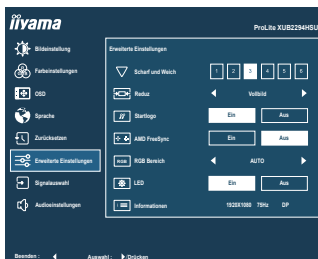 iiyama
ProLite XUB2294HSU
Bildeinstellung
Farbeinstellungen
OSD
Sprache
Zurücksetzen
Erweiterte Einstellungen
Signalauswahl
Audioeinstellungen
Erweiterte Einstellungen
Scharf und Weich 1 2 3 4 5 6
Reduz Vollbild
Startlogo Ein Aus
AMD FreeSync Ein Aus
RGB RGB Bereich AUTO
LED Ein Aus
Informationen 1920X1080 75Hz DP
Beenden : Auswahl : /Drücken